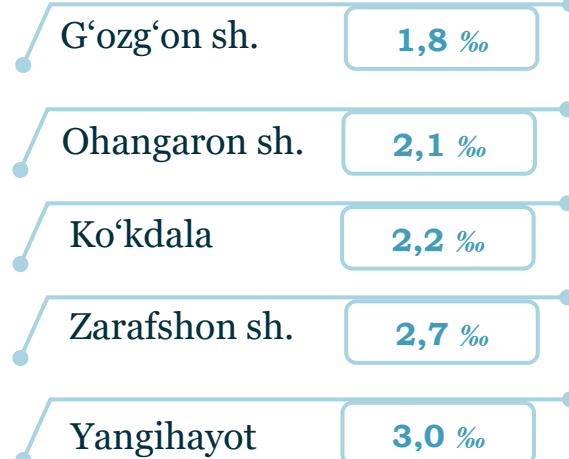 G‘ozg‘on sh. 1,8 ‰
Ohangaron sh. 2,1 ‰
Ko‘kdala 2,2 ‰
Zarafshon sh. 2,7 ‰
Yangihayot 3,0 ‰